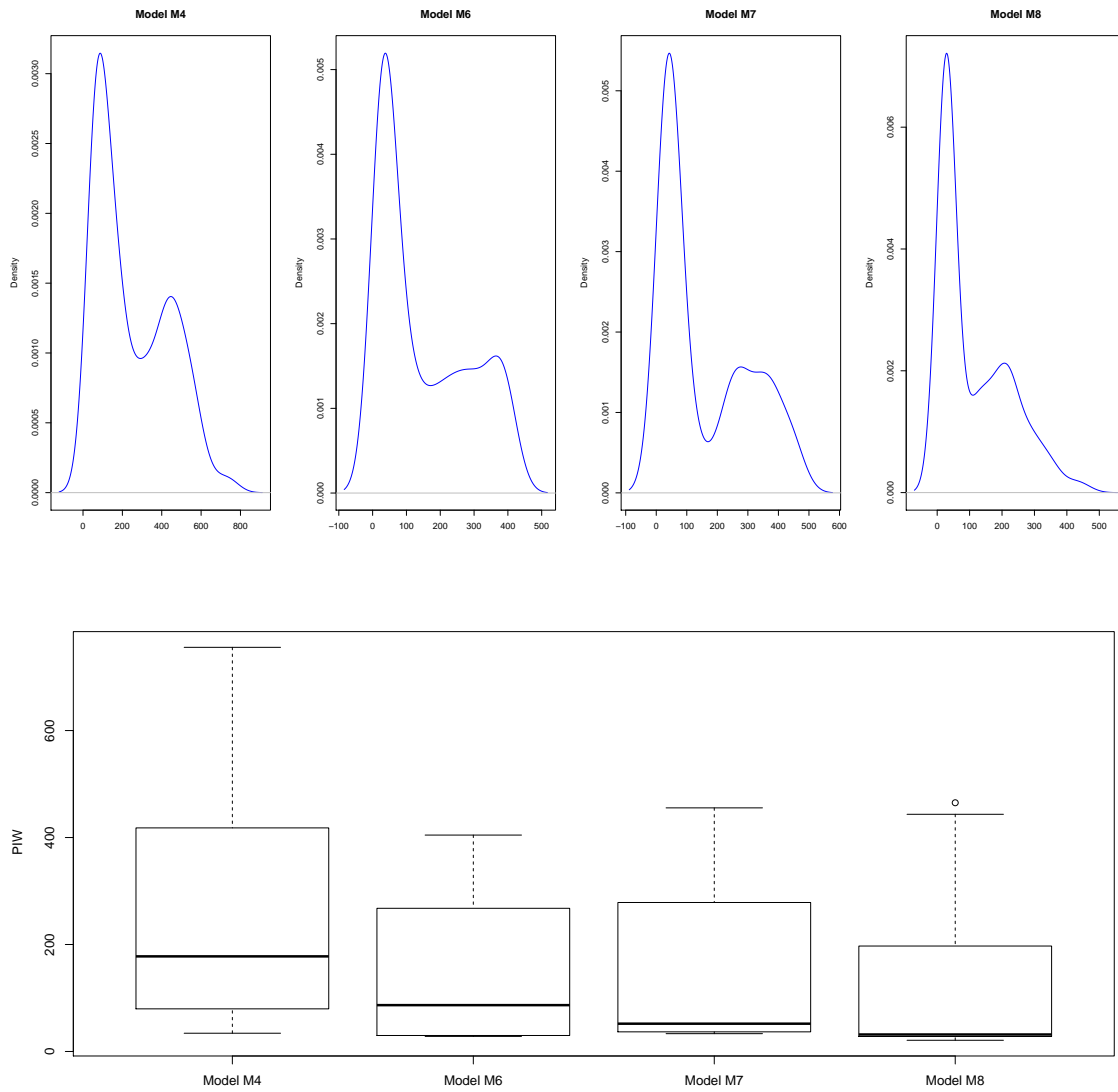 Model M4
Model M6
Model M7
Model M8
Density
0.0000
0.0005
0.0010
0.0015
0.0020
0.0025
0.0030
0 200 400 600 800
Density
0.000
0.001
0.002
0.003
0.004
0.005
−100 0 100 200 300 400 500
Density
0.000
0.001
0.002
0.003
0.004
0.005
−100 0 100 200 300 400 500 600
Density
0.000
0.002
0.004
0.006
0 100 200 300 400 500
PIW
0
200
400
600
Model M4
Model M6
Model M7
Model M8